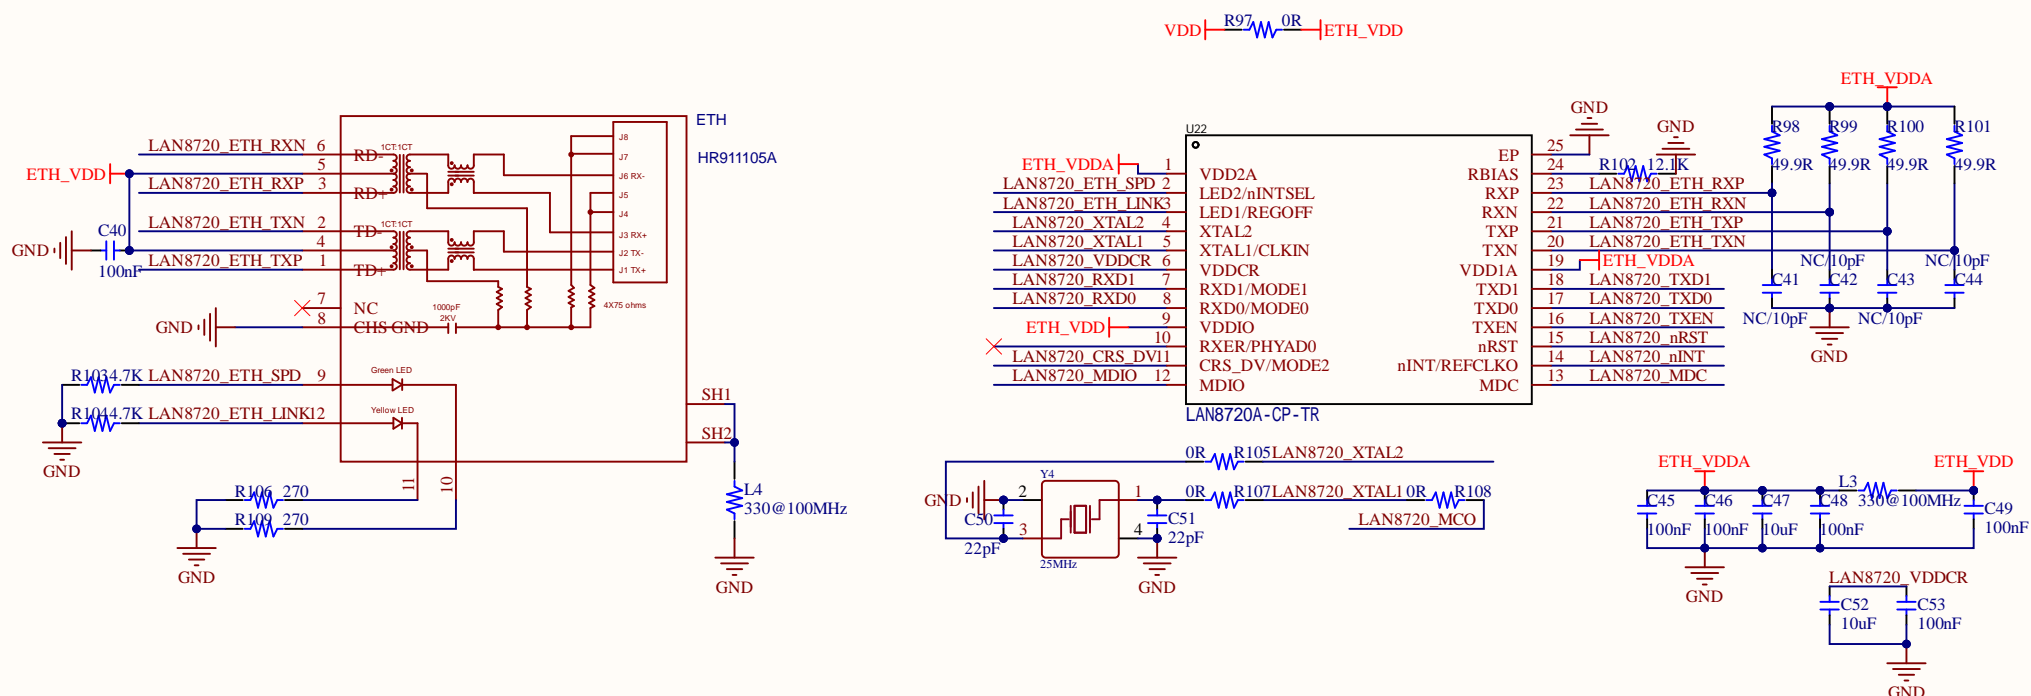 VDD R97 0R ETH_VDD
ETH
HR911105A
LAN8720_ETH_RXN 6 RD- 1CT:1CT
5
ETH_VDD
LAN8720_ETH_RXP 3 RD+
LAN8720_ETH_TXN 2 TD- 1CT:1CT
C40
GND
4
100nF
LAN8720_ETH_TXP 1 TD+
J8
J7
J6 RX-
J5
J4
J3 RX+
J2 TX-
J1 TX+
7 NC
1000pF
2KV
4X75 ohms
GND 8 CHS GND
Green LED
R103 4.7K LAN8720_ETH_SPD 9
Yellow LED
R104 4.7K LAN8720_ETH_LINK 12
GND
11
10
R106 270
R109 270
GND
SH1
SH2
L4
330@100MHz
GND
U22
ETH_VDDA 1 VDD2A
LAN8720_ETH_SPD 2 LED2/nINTSEL
LAN8720_ETH_LINK 3 LED1/REGOFF
LAN8720_XTAL2 4 XTAL2
LAN8720_XTAL1 5 XTAL1/CLKIN
LAN8720_VDDCR 6 VDDCR
LAN8720_RXD1 7 RXD1/MODE1
LAN8720_RXD0 8 RXD0/MODE0
ETH_VDD 9 VDDIO
10 RXER/PHYAD0
LAN8720_CRS_DV 11 CRS_DV/MODE2
LAN8720_MDIO 12 MDIO
GND
EP 25
GND
RBIAS 24 R102 12.1K
RXP 23 LAN8720_ETH_RXP
RXN 22 LAN8720_ETH_RXN
TXP 21 LAN8720_ETH_TXP
TXN 20 LAN8720_ETH_TXN
VDD1A 19 ETH_VDDA
TXD1 18 LAN8720_TXD1
TXD0 17 LAN8720_TXD0
TXEN 16 LAN8720_TXEN
nRST 15 LAN8720_nRST
nINT/REFCLKO 14 LAN8720_nINT
MDC 13 LAN8720_MDC
LAN8720A-CP-TR
ETH_VDDA
R98 R99 R100 R101
49.9R 49.9R 49.9R 49.9R
NC/10pF NC/10pF
C41 C42 C43 C44
NC/10pF NC/10pF
GND
0R R105 LAN8720_XTAL2
Y4
GND 2 1 0R R107 LAN8720_XTAL1 0R R108
C50 C51
LAN8720_MCO
22pF 3 4 22pF
25MHz
GND
ETH_VDDA ETH_VDD
L3
C45 C46 C47 C48 330@100MHz C49
100nF 100nF 10uF 100nF 100nF
GND
LAN8720_VDDCR
C52 C53
10uF 100nF
GND